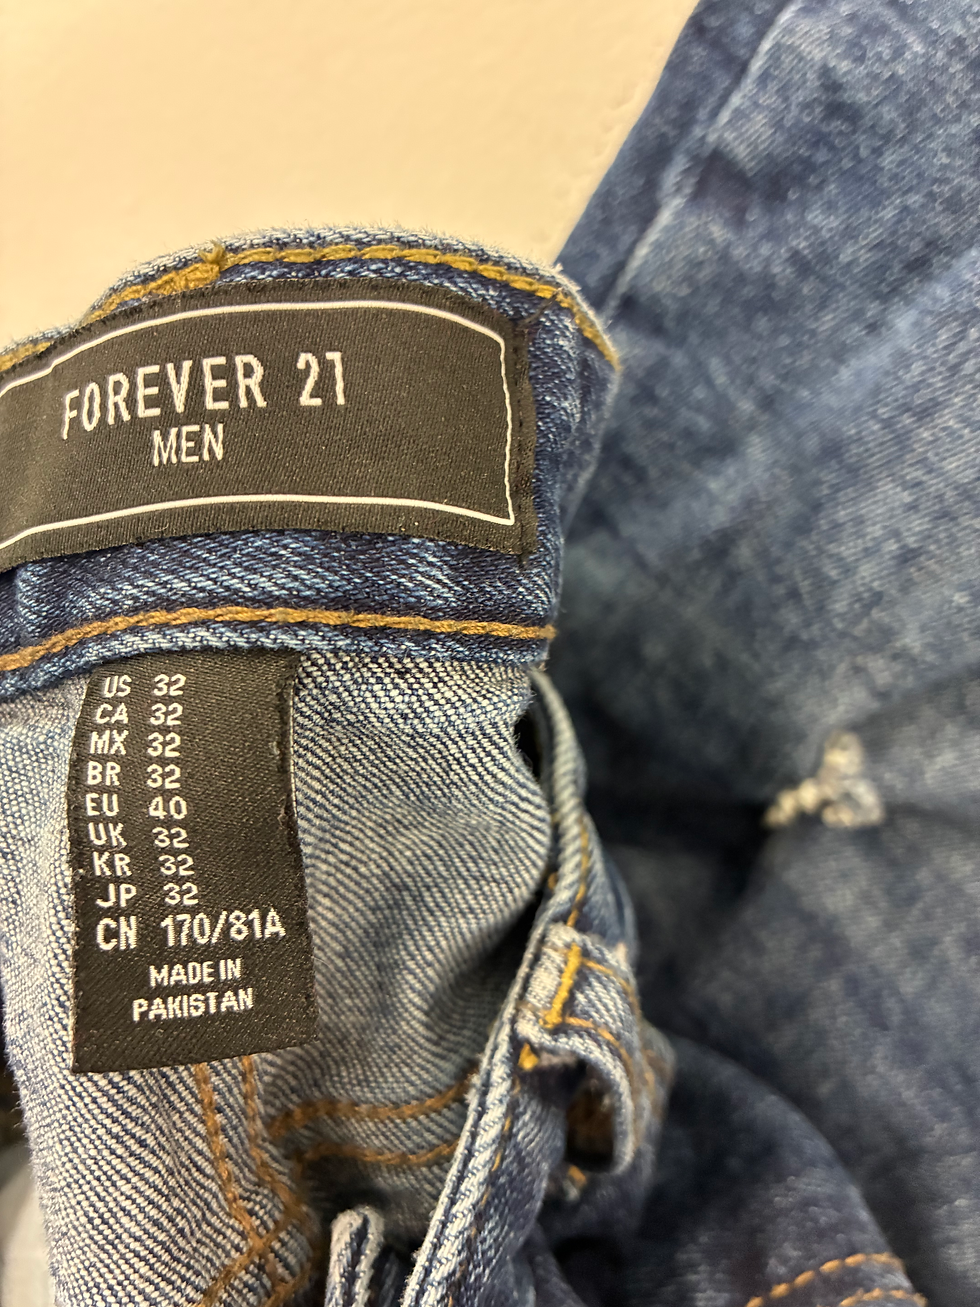 FOREVER 21
MEN
US 32
CA 32
MX 32
BR 32
EU 40
UK 32
KR 32
JP 32
CN 170/81A
MADE IN
PAKISTAN